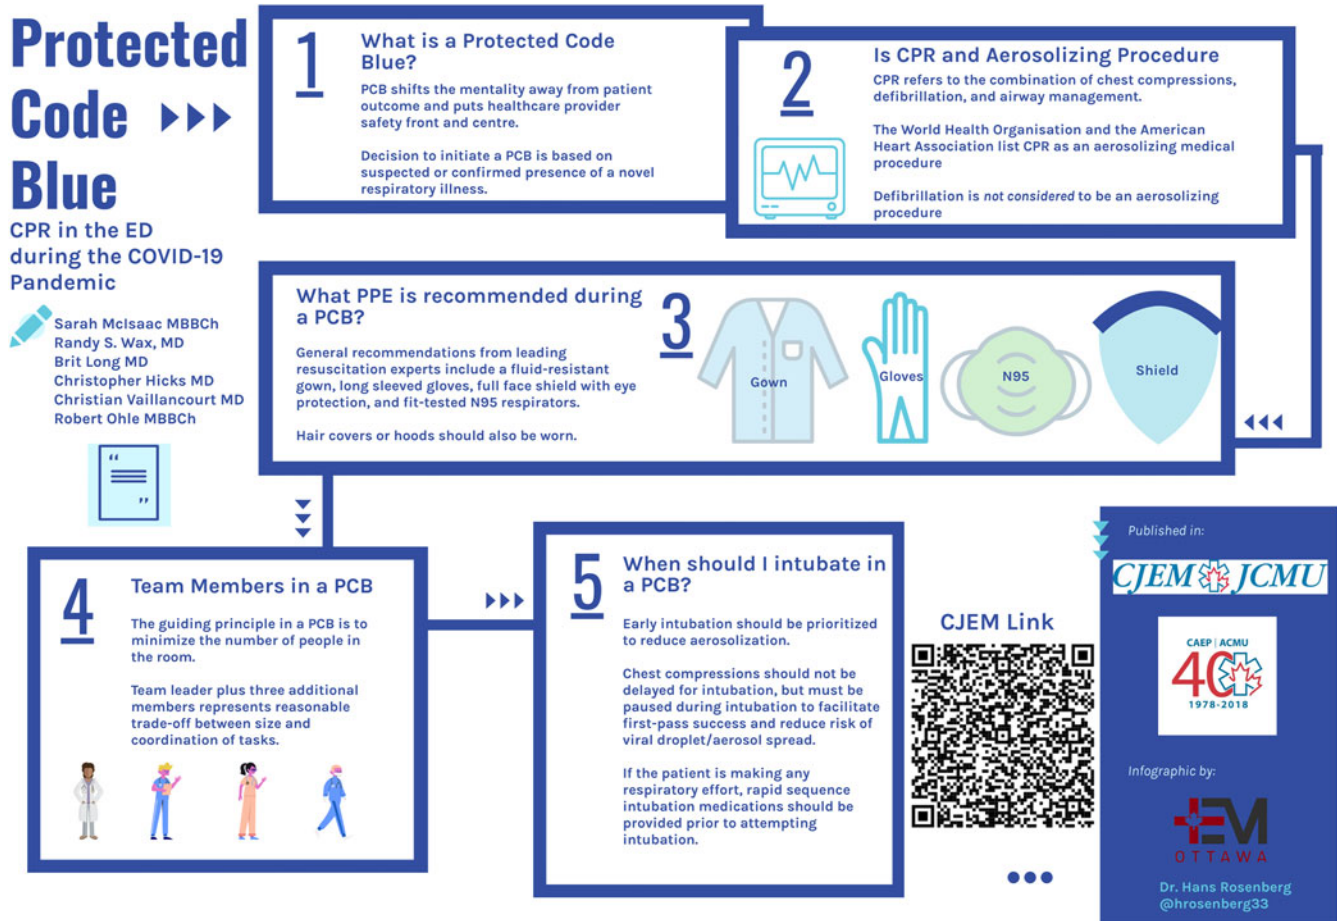 Protected
Code
Blue
CPR in the ED
during the COVID-19
Pandemic
Sarah McIsaac MBBCh
Randy S. Wax, MD
Brit Long MD
Christopher Hicks MD
Christian Vaillancourt MD
Robert Ohle MBBCh
1
What is a Protected Code
Blue?
PCB shifts the mentality away from patient
outcome and puts healthcare provider
safety front and centre.
Decision to initiate a PCB is based on
suspected or confirmed presence of a novel
respiratory illness.
2
Is CPR and Aerosolizing Procedure
CPR refers to the combination of chest compressions,
defibrillation, and airway management.
The World Health Organisation and the American
Heart Association list CPR as an aerosolizing medical
procedure
Defibrillation is not considered to be an aerosolizing
procedure
What PPE is recommended during
a PCB?
General recommendations from leading
resuscitation experts include a fluid-resistant
gown, long sleeved gloves, full face shield with eye
protection, and fit-tested N95 respirators.
Hair covers or hoods should also be worn.
3
Gown
Gloves
N95
Shield
4
Team Members in a PCB
The guiding principle in a PCB is to
minimize the number of people in
the room.
Team leader plus three additional
members represents reasonable
trade-off between size and
coordination of tasks.
5
When should I intubate in
a PCB?
Early intubation should be prioritized
to reduce aerosolization.
Chest compressions should not be
delayed for intubation, but must be
paused during intubation to facilitate
first-pass success and reduce risk of
viral droplet/aerosol spread.
If the patient is making any
respiratory effort, rapid sequence
intubation medications should be
provided prior to attempting
intubation.
CJEM Link
Published in:
CJEM JCMU
CAEP | ACMU
40
1978-2018
Infographic by:
EM
OTTAWA
Dr. Hans Rosenberg
@hrosenberg33